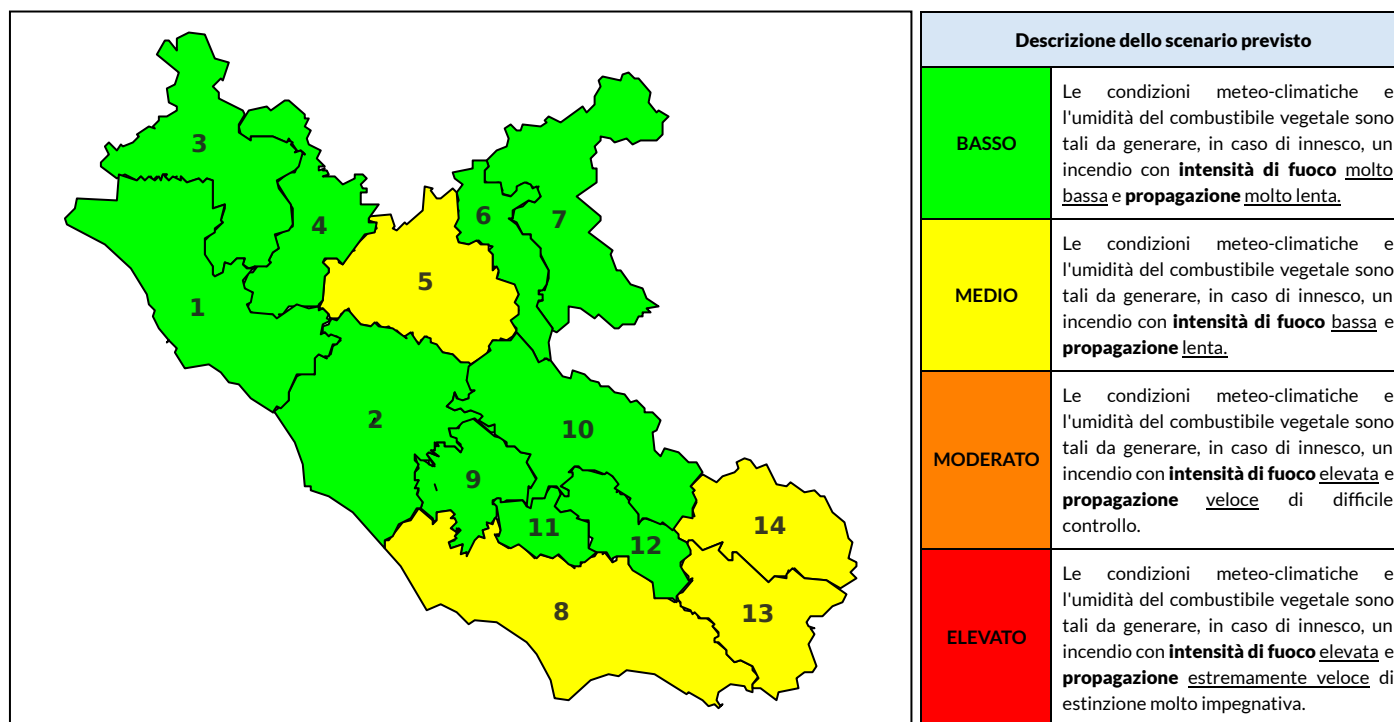 3
4
6
7
5
1
2
10
9
11
12
14
8
13
Descrizione dello scenario previsto
BASSO
Le condizioni meteo-climatiche e
l'umidità del combustibile vegetale sono
tali da generare, in caso di innesco, un
incendio con intensità di fuoco molto
bassa e propagazione molto lenta.
MEDIO
Le condizioni meteo-climatiche e
l'umidità del combustibile vegetale sono
tali da generare, in caso di innesco, un
incendio con intensità di fuoco bassa e
propagazione lenta.
MODERATO
Le condizioni meteo-climatiche e
l'umidità del combustibile vegetale sono
tali da generare, in caso di innesco, un
incendio con intensità di fuoco elevata e
propagazione veloce di difficile
controllo.
ELEVATO
Le condizioni meteo-climatiche e
l'umidità del combustibile vegetale sono
tali da generare, in caso di innesco, un
incendio con intensità di fuoco elevata e
propagazione estremamente veloce di
estinzione molto impegnativa.